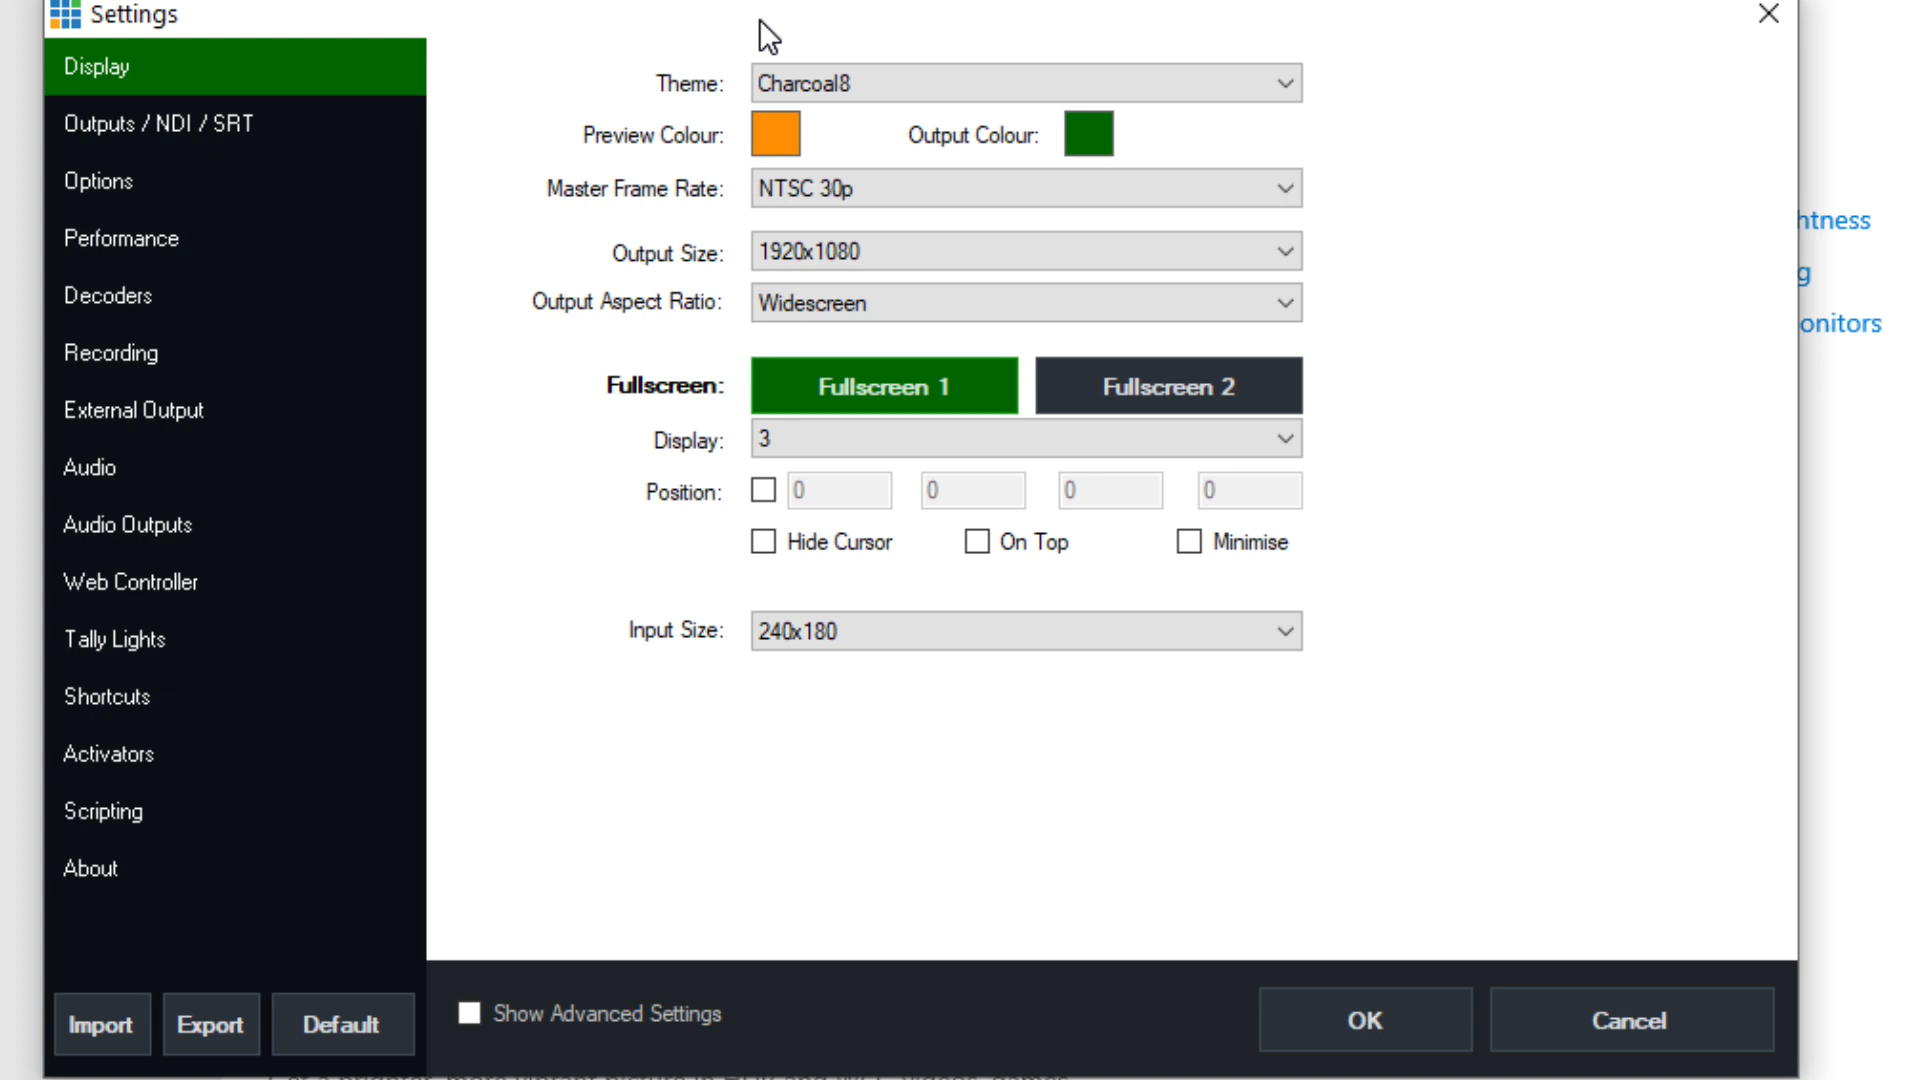 Settings
Display
Outputs / NDI / SRT
Options
Performance
Decoders
Recording
External Output
Audio
Audio Outputs
Web Controller
Tally Lights
Shortcuts
Activators
Scripting
About
Import Export Default
Theme: Charcoal8
Preview Colour: Output Colour:
Master Frame Rate: NTSC 30p
Output Size: 1920x1080
Output Aspect Ratio: Widescreen
Fullscreen: Fullscreen 1 Fullscreen 2
Display: 3
Position: 0 0 0 0
Hide Cursor On Top Minimise
Input Size: 240x180
Show Advanced Settings
OK Cancel
htness
g
onitors